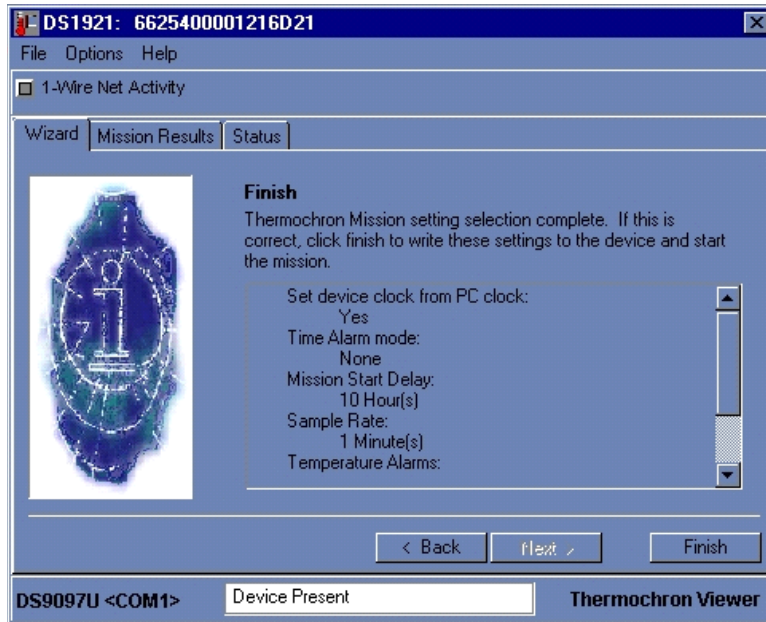 DS1921: 6625400001216D21
File Options Help
1-Wire Net Activity
Wizard Mission Results Status
Finish
Thermochron Mission setting selection complete. If this is
correct, click finish to write these settings to the device and start
the mission.
Set device clock from PC clock:
Yes
Time Alarm mode:
None
Mission Start Delay:
10 Hour(s)
Sample Rate:
1 Minute(s)
Temperature Alarms:
< Back Next > Finish
DS9097U <COM1> Device Present Thermochron Viewer